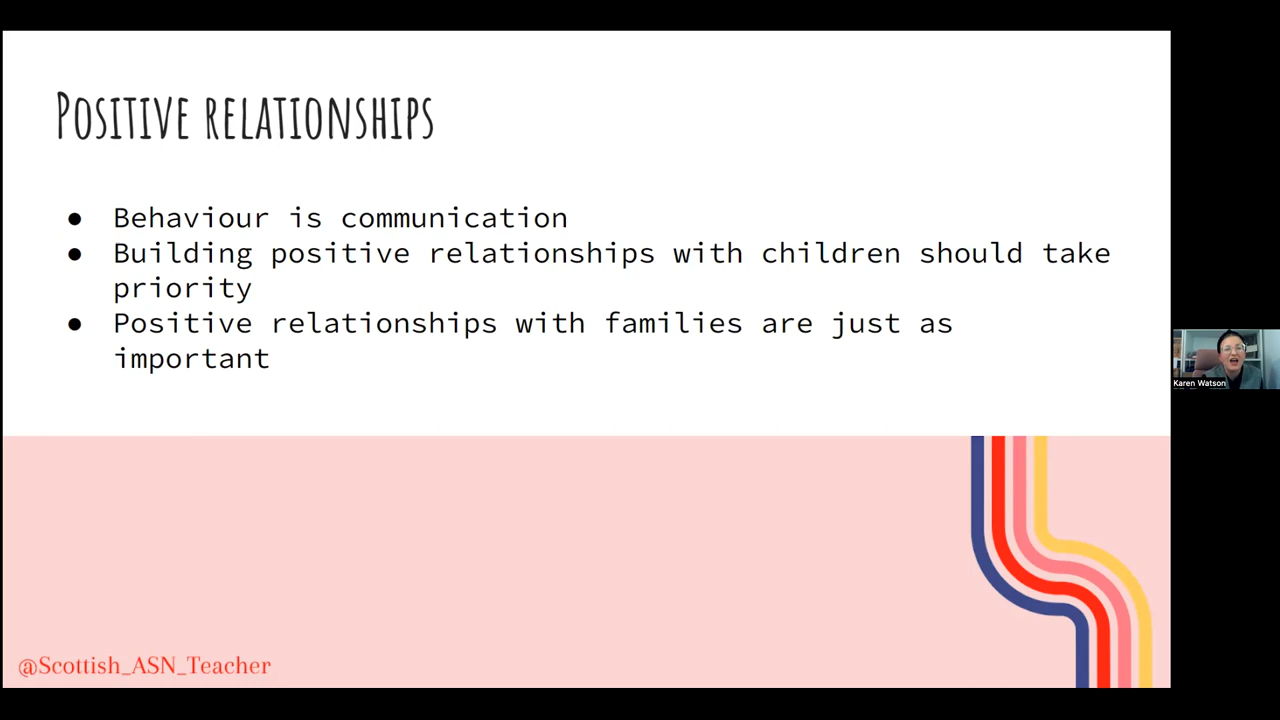 Positive relationships
● Behaviour is communication
● Building positive relationships with children should take
priority
● Positive relationships with families are just as
important
Karen Watson
@Scottish_ASN_Teacher